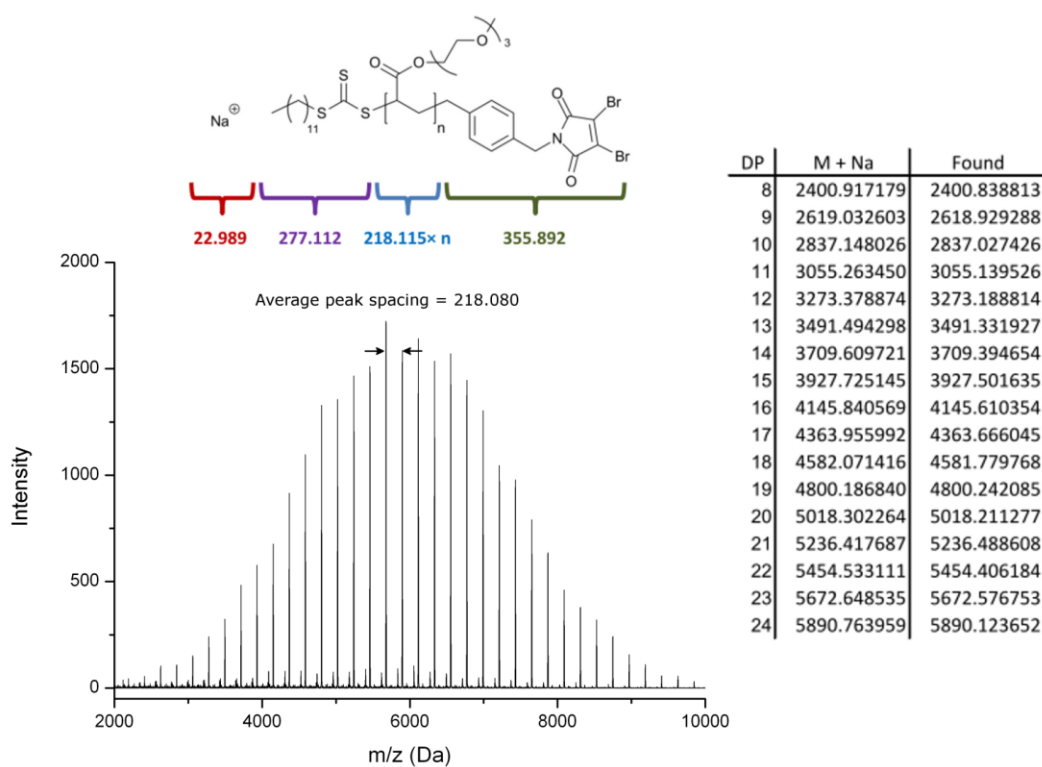 O
3
O
O
S
S
S
11
n
Na ⊕
O
N
O
Br
Br
22.989 277.112 218.115× n 355.892
Average peak spacing = 218.080
Intensity
2000
1500
1000
500
0
2000 4000 6000 8000 10000
m/z (Da)
DP M + Na Found
8 2400.917179 2400.838813
9 2619.032603 2618.929288
10 2837.148026 2837.027426
11 3055.263450 3055.139526
12 3273.378874 3273.188814
13 3491.494298 3491.331927
14 3709.609721 3709.394654
15 3927.725145 3927.501635
16 4145.840569 4145.610354
17 4363.955992 4363.666045
18 4582.071416 4581.779768
19 4800.186840 4800.242085
20 5018.302264 5018.211277
21 5236.417687 5236.488608
22 5454.533111 5454.406184
23 5672.648535 5672.576753
24 5890.763959 5890.123652